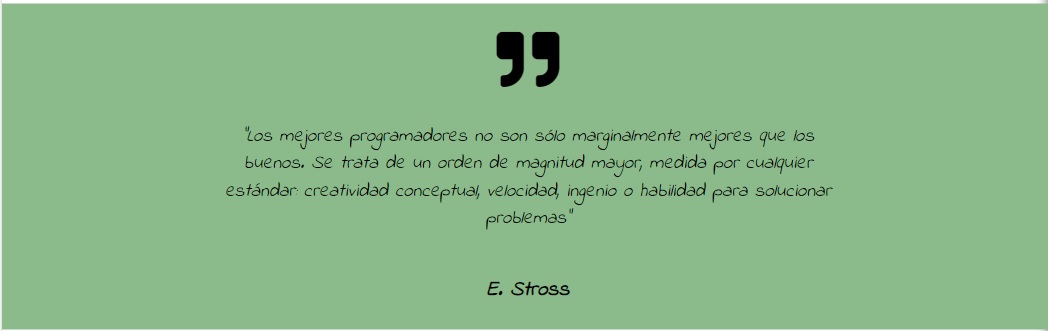 "Los mejores programadores no son sólo marginalmente mejores que los
buenos. Se trata de un orden de magnitud mayor, medida por cualquier
estándar: creatividad conceptual, velocidad, ingenio o habilidad para solucionar
problemas"
E. Stross